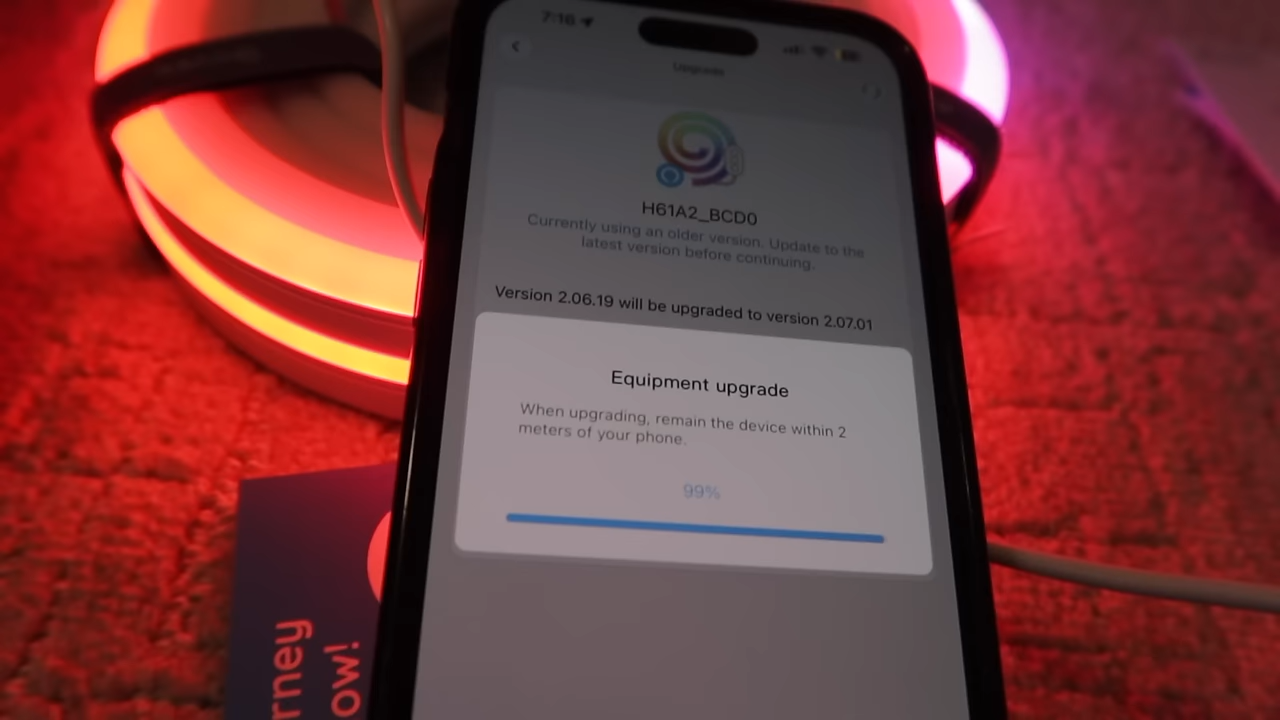 7:18
Upgrade
H61A2_BCD0
Currently using an older version. Update to the
latest version before continuing.
Version 2.06.19 will be upgraded to version 2.07.01
Equipment upgrade
When upgrading, remain the device within 2
meters of your phone.
99%
rney
ow!